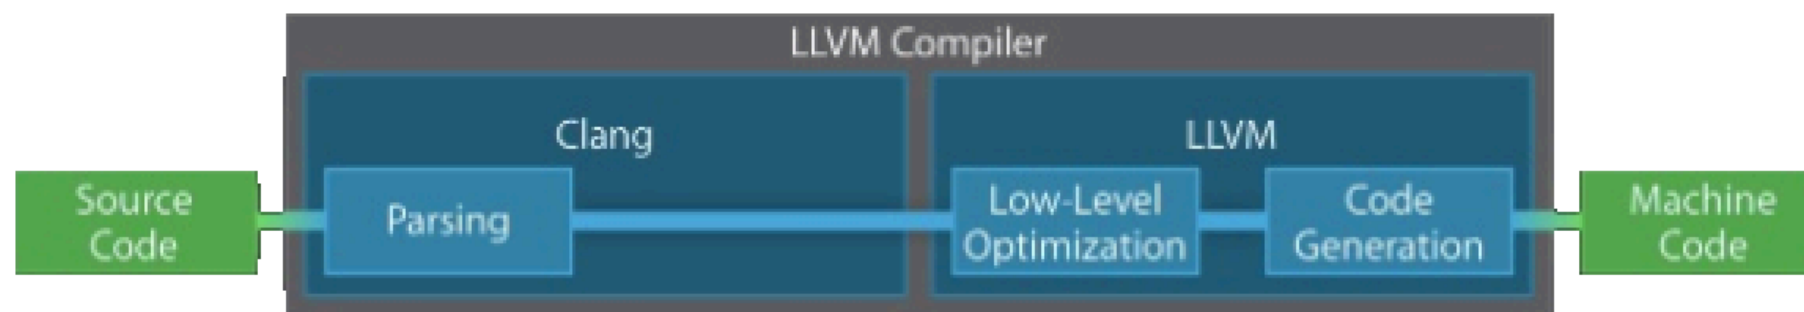 LLVM Compiler
Clang
LLVM
Source
Code
Parsing
Low-Level
Optimization
Code
Generation
Machine
Code